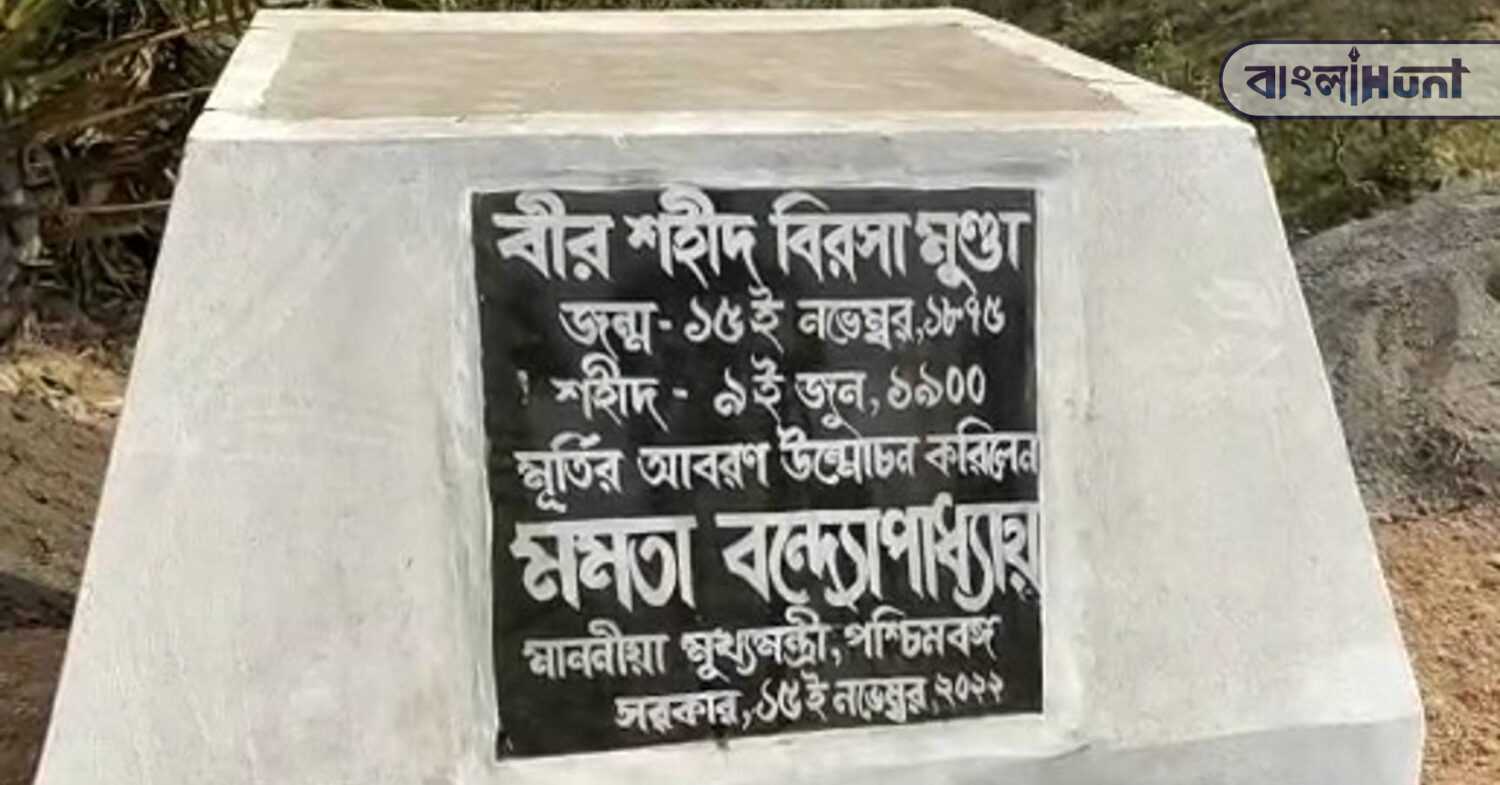 বাংলাHunt
বীর শহীদ বিরসা মুণ্ডা
জন্ম - ১৫ই নভেম্বর, ১৮৭৫
শহীদ - ৯ই জুন, ১৯০০
মূর্তির আবরণ উন্মোচন করিলেন
মমতা বন্দ্যোপাধ্যায়
মাননীয়া মুখ্যমন্ত্রী, পশ্চিমবঙ্গ
সরকার, ১৫ই নভেম্বর, ২০২২